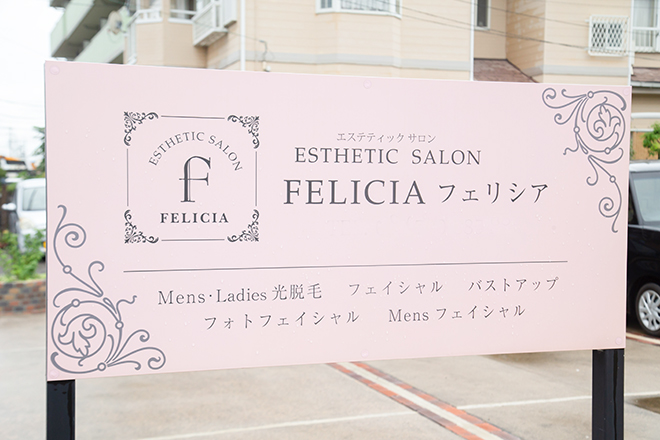 ESTHETIC SALON
f
FELICIA
エステティック サロン
ESTHETIC SALON
FELICIA フェリシア
Mens・Ladies 光脱毛 フェイシャル バストアップ
フォトフェイシャル Mens フェイシャル